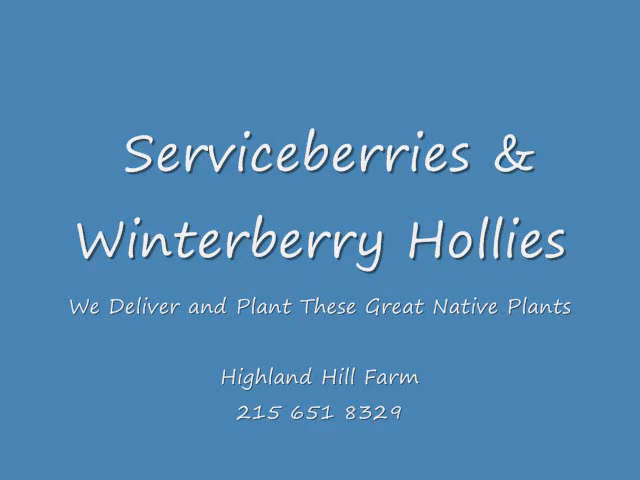 Serviceberries &
Winterberry Hollies
We Deliver and Plant These Great Native Plants
Highland Hill Farm
215 651 8329